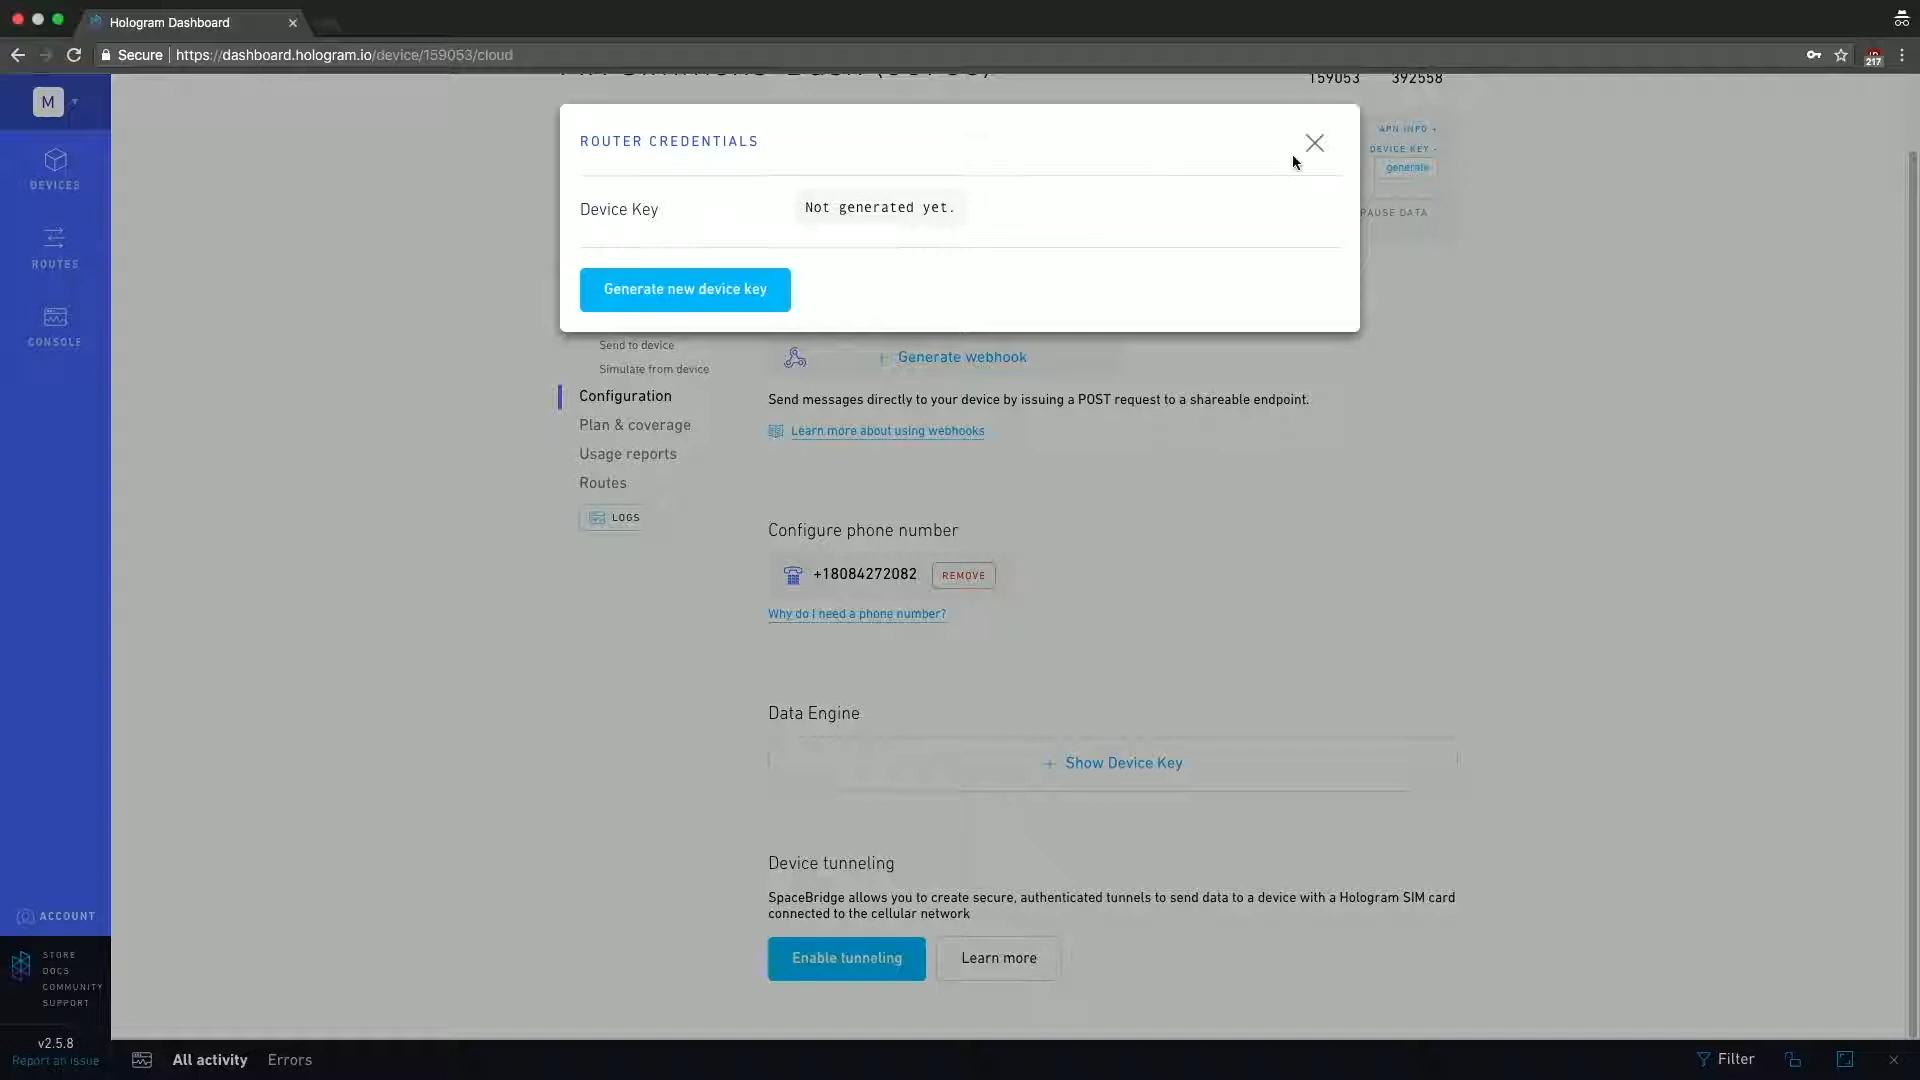 Hologram Dashboard
Secure https://dashboard.hologram.io/device/159053/cloud
217
M
159053 392558
ROUTER CREDENTIALS
APN INFO +
DEVICE KEY -
generate
PAUSE DATA
Device Key
Not generated yet.
Generate new device key
DEVICES
ROUTES
CONSOLE
Send to device
Simulate from device
Configuration
Plan & coverage
Usage reports
Routes
LOGS
+ Generate webhook
Send messages directly to your device by issuing a POST request to a shareable endpoint.
Learn more about using webhooks
Configure phone number
+18084272082 REMOVE
Why do I need a phone number?
Data Engine
+ Show Device Key
Device tunneling
SpaceBridge allows you to create secure, authenticated tunnels to send data to a device with a Hologram SIM card
connected to the cellular network
Enable tunneling Learn more
ACCOUNT
STORE
DOCS
COMMUNITY
SUPPORT
v2.5.8
Report an issue
All activity Errors Filter